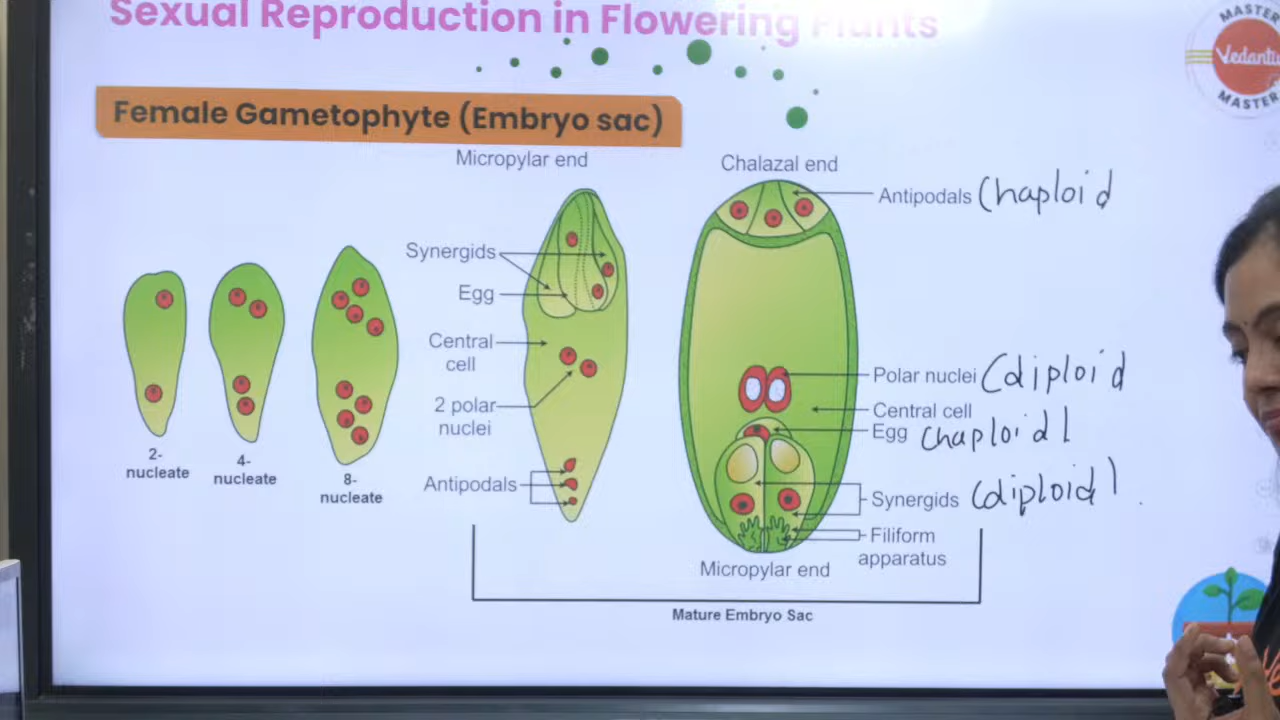 Sexual Reproduction in Flowering Plants
MASTER
Vedantu
MASTER
Female Gametophyte (Embryo sac)
Micropylar end
Chalazal end
Antipodals (haploid
Synergids
Egg
Central
cell
2 polar
nuclei
Antipodals
Polar nuclei (diploid
Central cell
Egg (haploid)
Synergids (diploid)
Filiform
apparatus
Micropylar end
2-
nucleate
4-
nucleate
8-
nucleate
Mature Embryo Sac